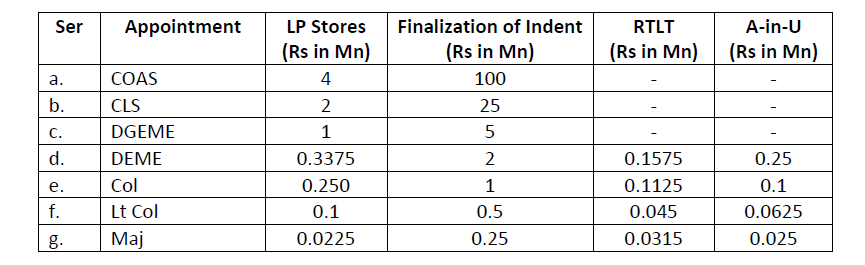 Ser Appointment LP Stores Finalization of Indent RTLT A-in-U
(Rs in Mn) (Rs in Mn) (Rs in Mn) (Rs in Mn)
a. COAS 4 100 - -
b. CLS 2 25 - -
c. DGEME 1 5 - -
d. DEME 0.3375 2 0.1575 0.25
e. Col 0.250 1 0.1125 0.1
f. Lt Col 0.1 0.5 0.045 0.0625
g. Maj 0.0225 0.25 0.0315 0.025